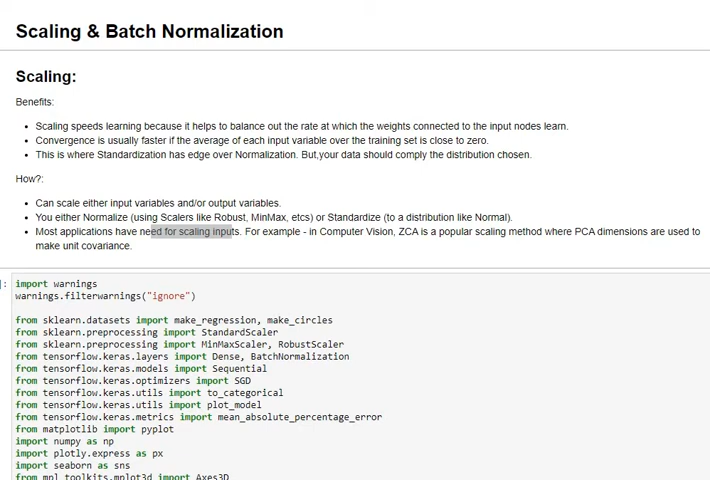 Scaling & Batch Normalization
Scaling:
Benefits:
• Scaling speeds learning because it helps to balance out the rate at which the weights connected to the input nodes learn.
• Convergence is usually faster if the average of each input variable over the training set is close to zero.
• This is where Standardization has edge over Normalization. But,your data should comply the distribution chosen.
How?:
• Can scale either input variables and/or output variables.
• You either Normalize (using Scalers like Robust, MinMax, etcs) or Standardize (to a distribution like Normal).
• Most applications have need for scaling inputs. For example - in Computer Vision, ZCA is a popular scaling method where PCA dimensions are used to
make unit covariance.
]:
import warnings
warnings.filterwarnings("ignore")
from sklearn.datasets import make_regression, make_circles
from sklearn.preprocessing import StandardScaler
from sklearn.preprocessing import MinMaxScaler, RobustScaler
from tensorflow.keras.layers import Dense, BatchNormalization
from tensorflow.keras.models import Sequential
from tensorflow.keras.optimizers import SGD
from tensorflow.keras.utils import to_categorical
from tensorflow.keras.utils import plot_model
from tensorflow.keras.metrics import mean_absolute_percentage_error
from matplotlib import pyplot
import numpy as np
import plotly.express as px
import seaborn as sns
from mpl_toolkits.mplot3d import Axes3D